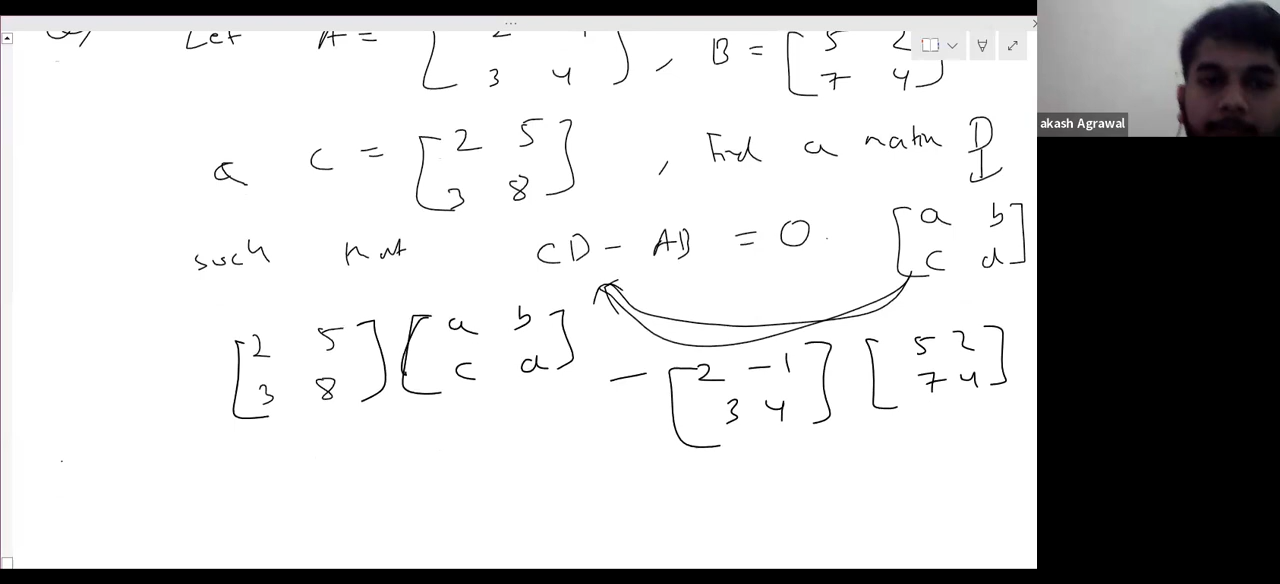 Let A = [ 2 -1 3 4 ] , B = [ 5 2 7 4 ]
akash Agrawal
a C = [ 2 5 3 8 ] , Find a matrix D
such that CD - AB = O. [ a b c d ]
[ 2 5 3 8 ] [ a b c d ] - [ 2 -1 3 4 ] [ 5 2 7 4 ]